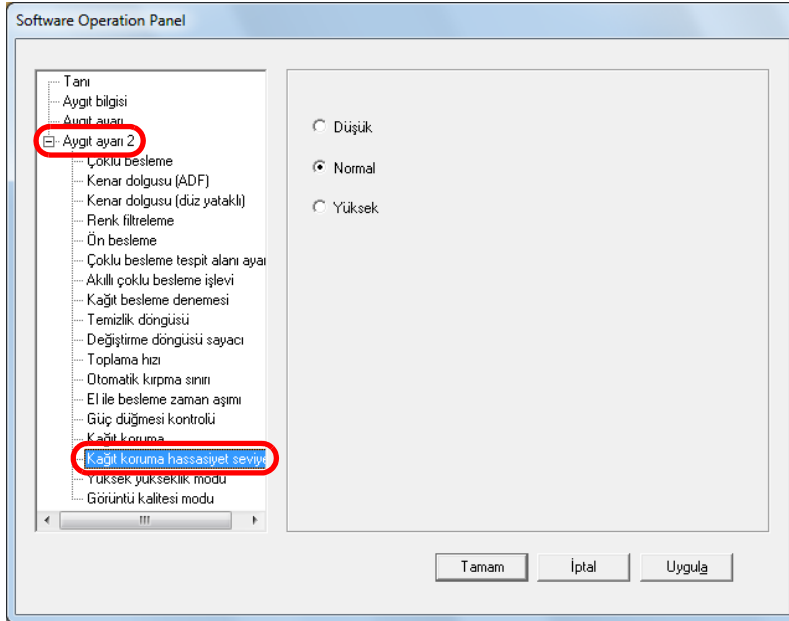 Software Operation Panel
Tanı
Aygıt bilgisi
Aygıt ayarı
Aygıt ayarı 2
Çoklu besleme
Kenar dolgusu (ADF)
Kenar dolgusu (düz yataklı)
Renk filtreleme
Ön besleme
Çoklu besleme tespit alanı ayaı
Akıllı çoklu besleme işlevi
Kağıt besleme denemesi
Temizlik döngüsü
Değiştirme döngüsü sayacı
Toplama hızı
Otomatik kırpma sınırı
El ile besleme zaman aşımı
Güç düğmesi kontrolü
Kağıt koruma
Kağıt koruma hassasiyet seviye
Yüksek yükseklik modu
Görüntü kalitesi modu
Düşük
Normal
Yüksek
Tamam
İptal
Uygula